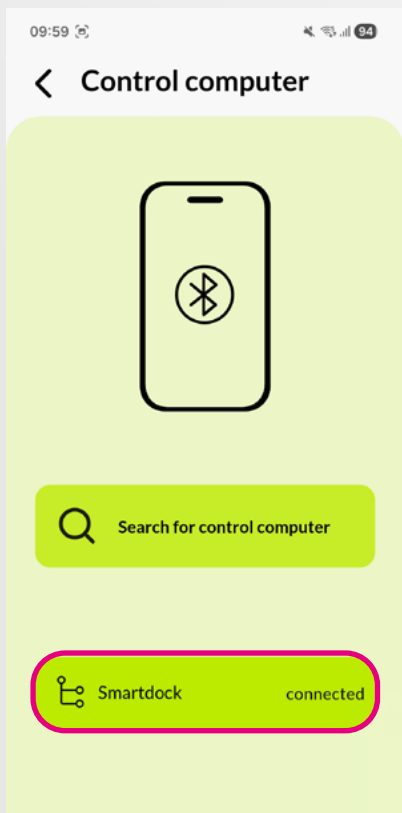 09:59 94
Control computer
Search for control computer
Smartdock connected